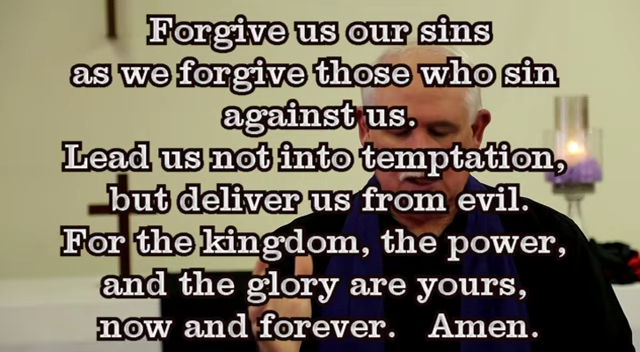 Forgive us our sins
as we forgive those who sin
against us.
Lead us not into temptation,
but deliver us from evil.
For the kingdom, the power,
and the glory are yours,
now and forever. Amen.